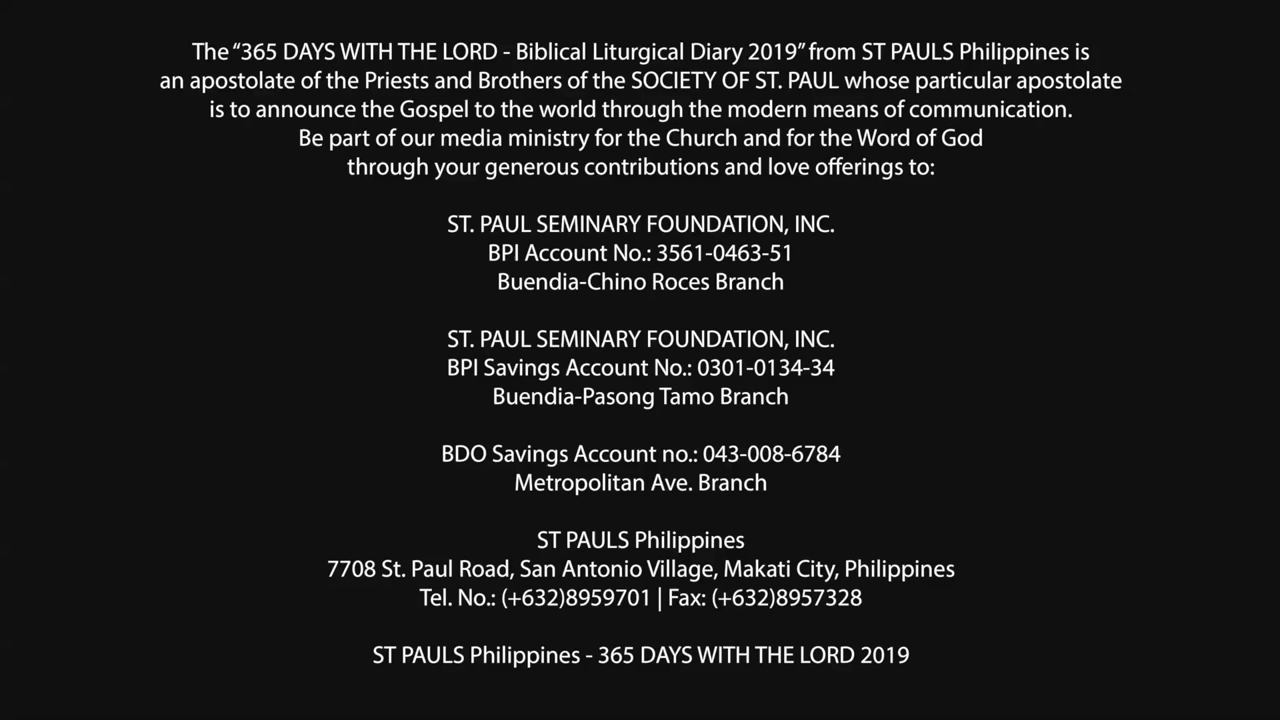 The “365 DAYS WITH THE LORD - Biblical Liturgical Diary 2019” from ST PAULS Philippines is
an apostolate of the Priests and Brothers of the SOCIETY OF ST. PAUL whose particular apostolate
is to announce the Gospel to the world through the modern means of communication.
Be part of our media ministry for the Church and for the Word of God
through your generous contributions and love offerings to:
ST. PAUL SEMINARY FOUNDATION, INC.
BPI Account No.: 3561-0463-51
Buendia-Chino Roces Branch
ST. PAUL SEMINARY FOUNDATION, INC.
BPI Savings Account No.: 0301-0134-34
Buendia-Pasong Tamo Branch
BDO Savings Account no.: 043-008-6784
Metropolitan Ave. Branch
ST PAULS Philippines
7708 St. Paul Road, San Antonio Village, Makati City, Philippines
Tel. No.: (+632)8959701 | Fax: (+632)8957328
ST PAULS Philippines - 365 DAYS WITH THE LORD 2019